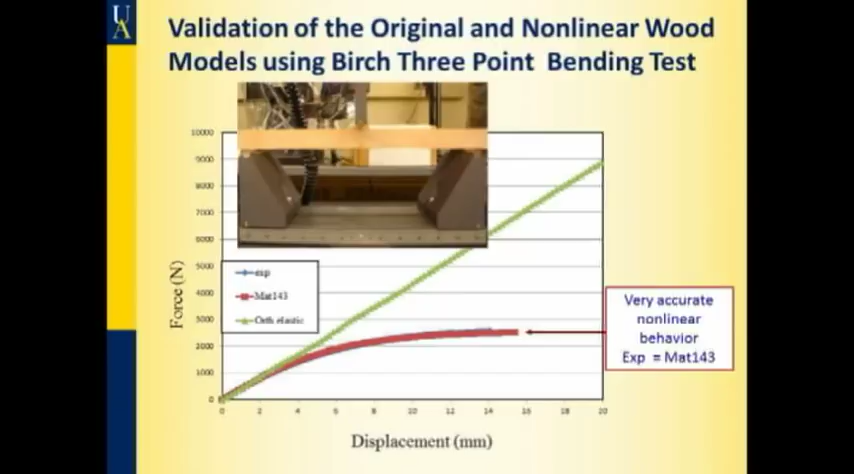 U
A
Validation of the Original and Nonlinear Wood
Models using Birch Three Point Bending Test
10000
9000
8000
7000
6000
5000
4000
3000
2000
1000
0
Force (N)
exp
Mat143
Orth elastic
Very accurate
nonlinear
behavior
Exp = Mat143
0 2 4 6 8 10 12 14 16 18 20
Displacement (mm)